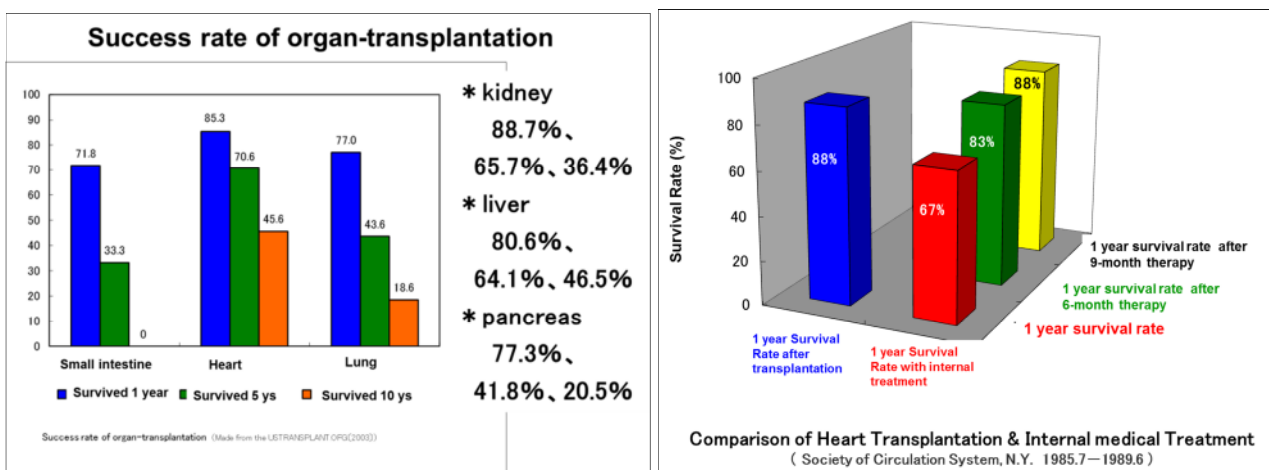 Success rate of organ-transplantation
100
90
80
70
60
50
40
30
20
10
0
71.8
33.3
0
85.3
70.6
45.6
77.0
43.6
18.6
Small intestine
Heart
Lung
Survived 1 year
Survived 5 ys
Survived 10 ys
Success rate of organ-transplantation (Made from the USTRANSPLANT ORG[2003])
* kidney
88.7%、
65.7%、36.4%
* liver
80.6%、
64.1%、46.5%
* pancreas
77.3%、
41.8%、20.5%
Survival Rate (%)
100
80
60
40
20
0
88%
67%
83%
88%
1 year Survival
Rate after
transplantation
1 year Survival
Rate with internal
treatment
1 year survival rate after
9-month therapy
1 year survival rate after
6-month therapy
1 year survival rate
Comparison of Heart Transplantation & Internal medical Treatment
( Society of Circulation System, N.Y. 1985.7－1989.6 )